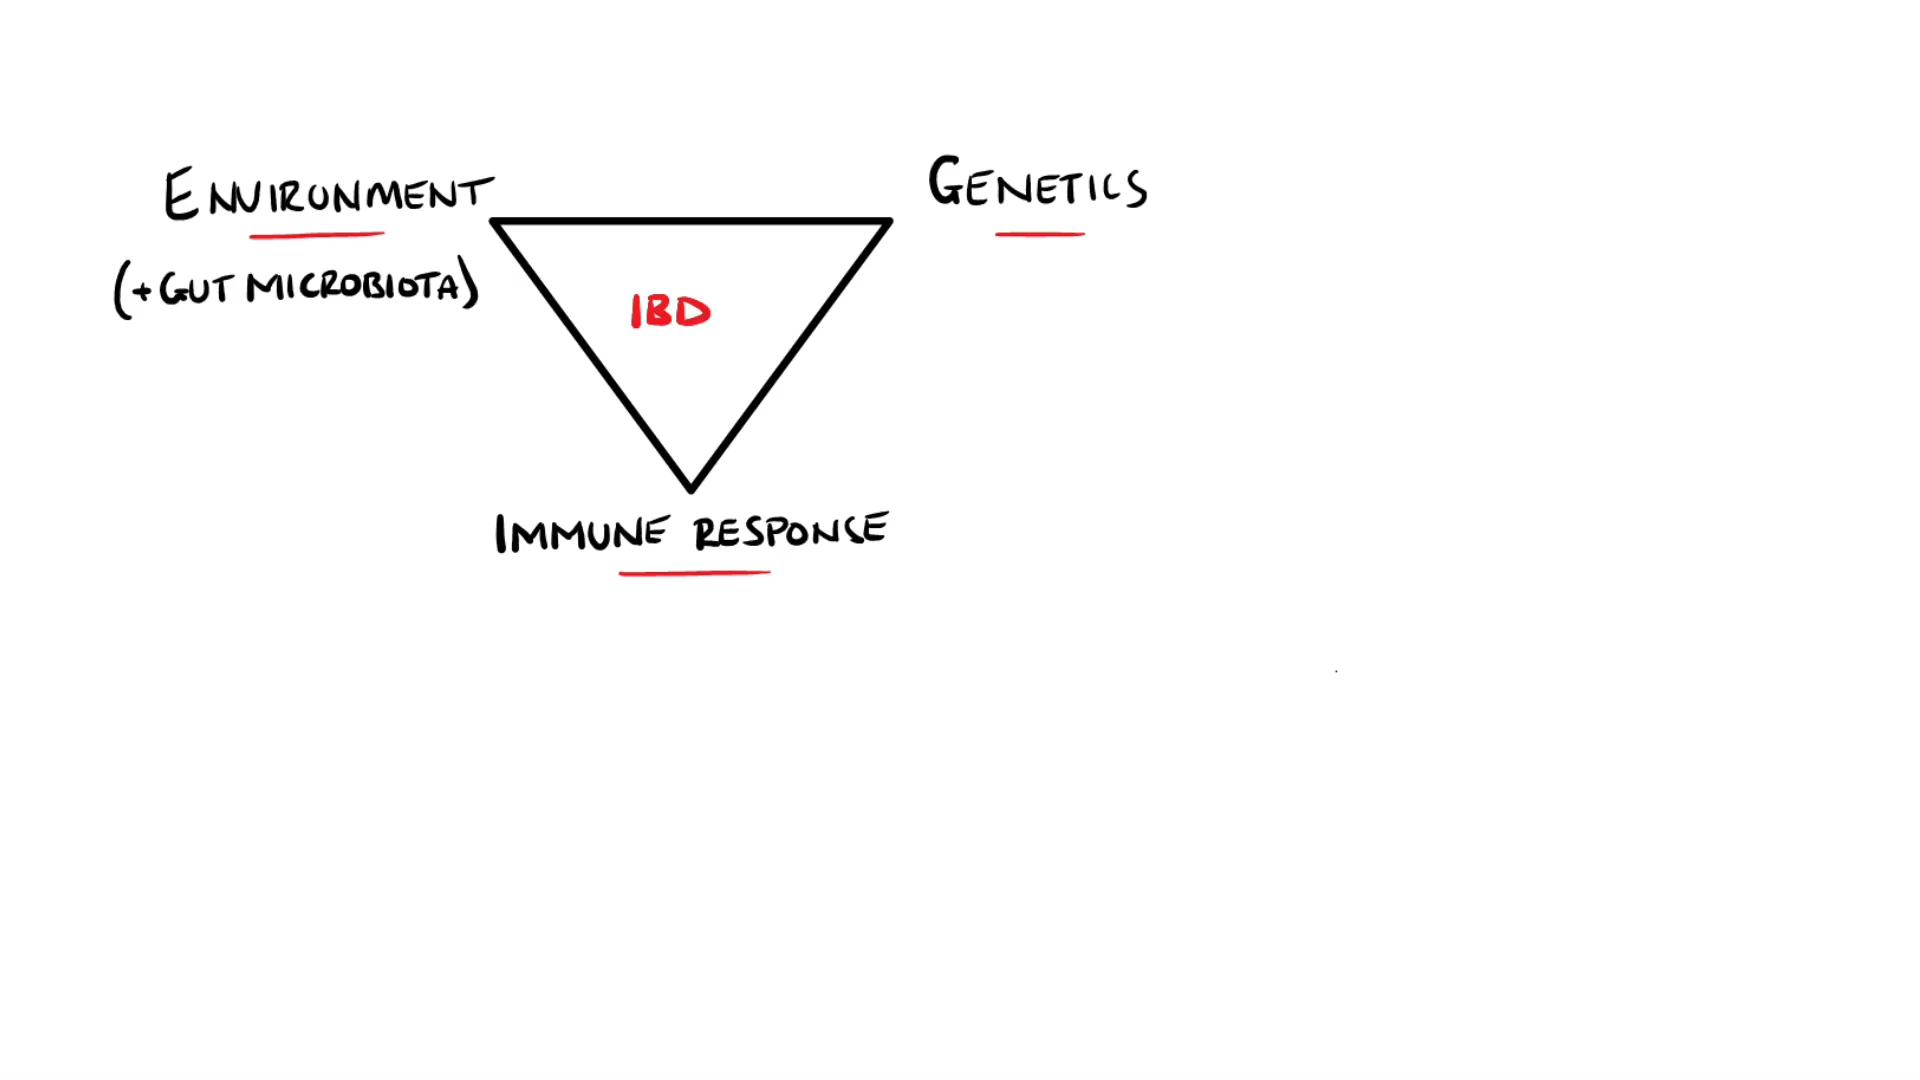 ENVIRONMENT
GENETICS
(+ GUT MICROBIOTA)
IBD
IMMUNE RESPONSE